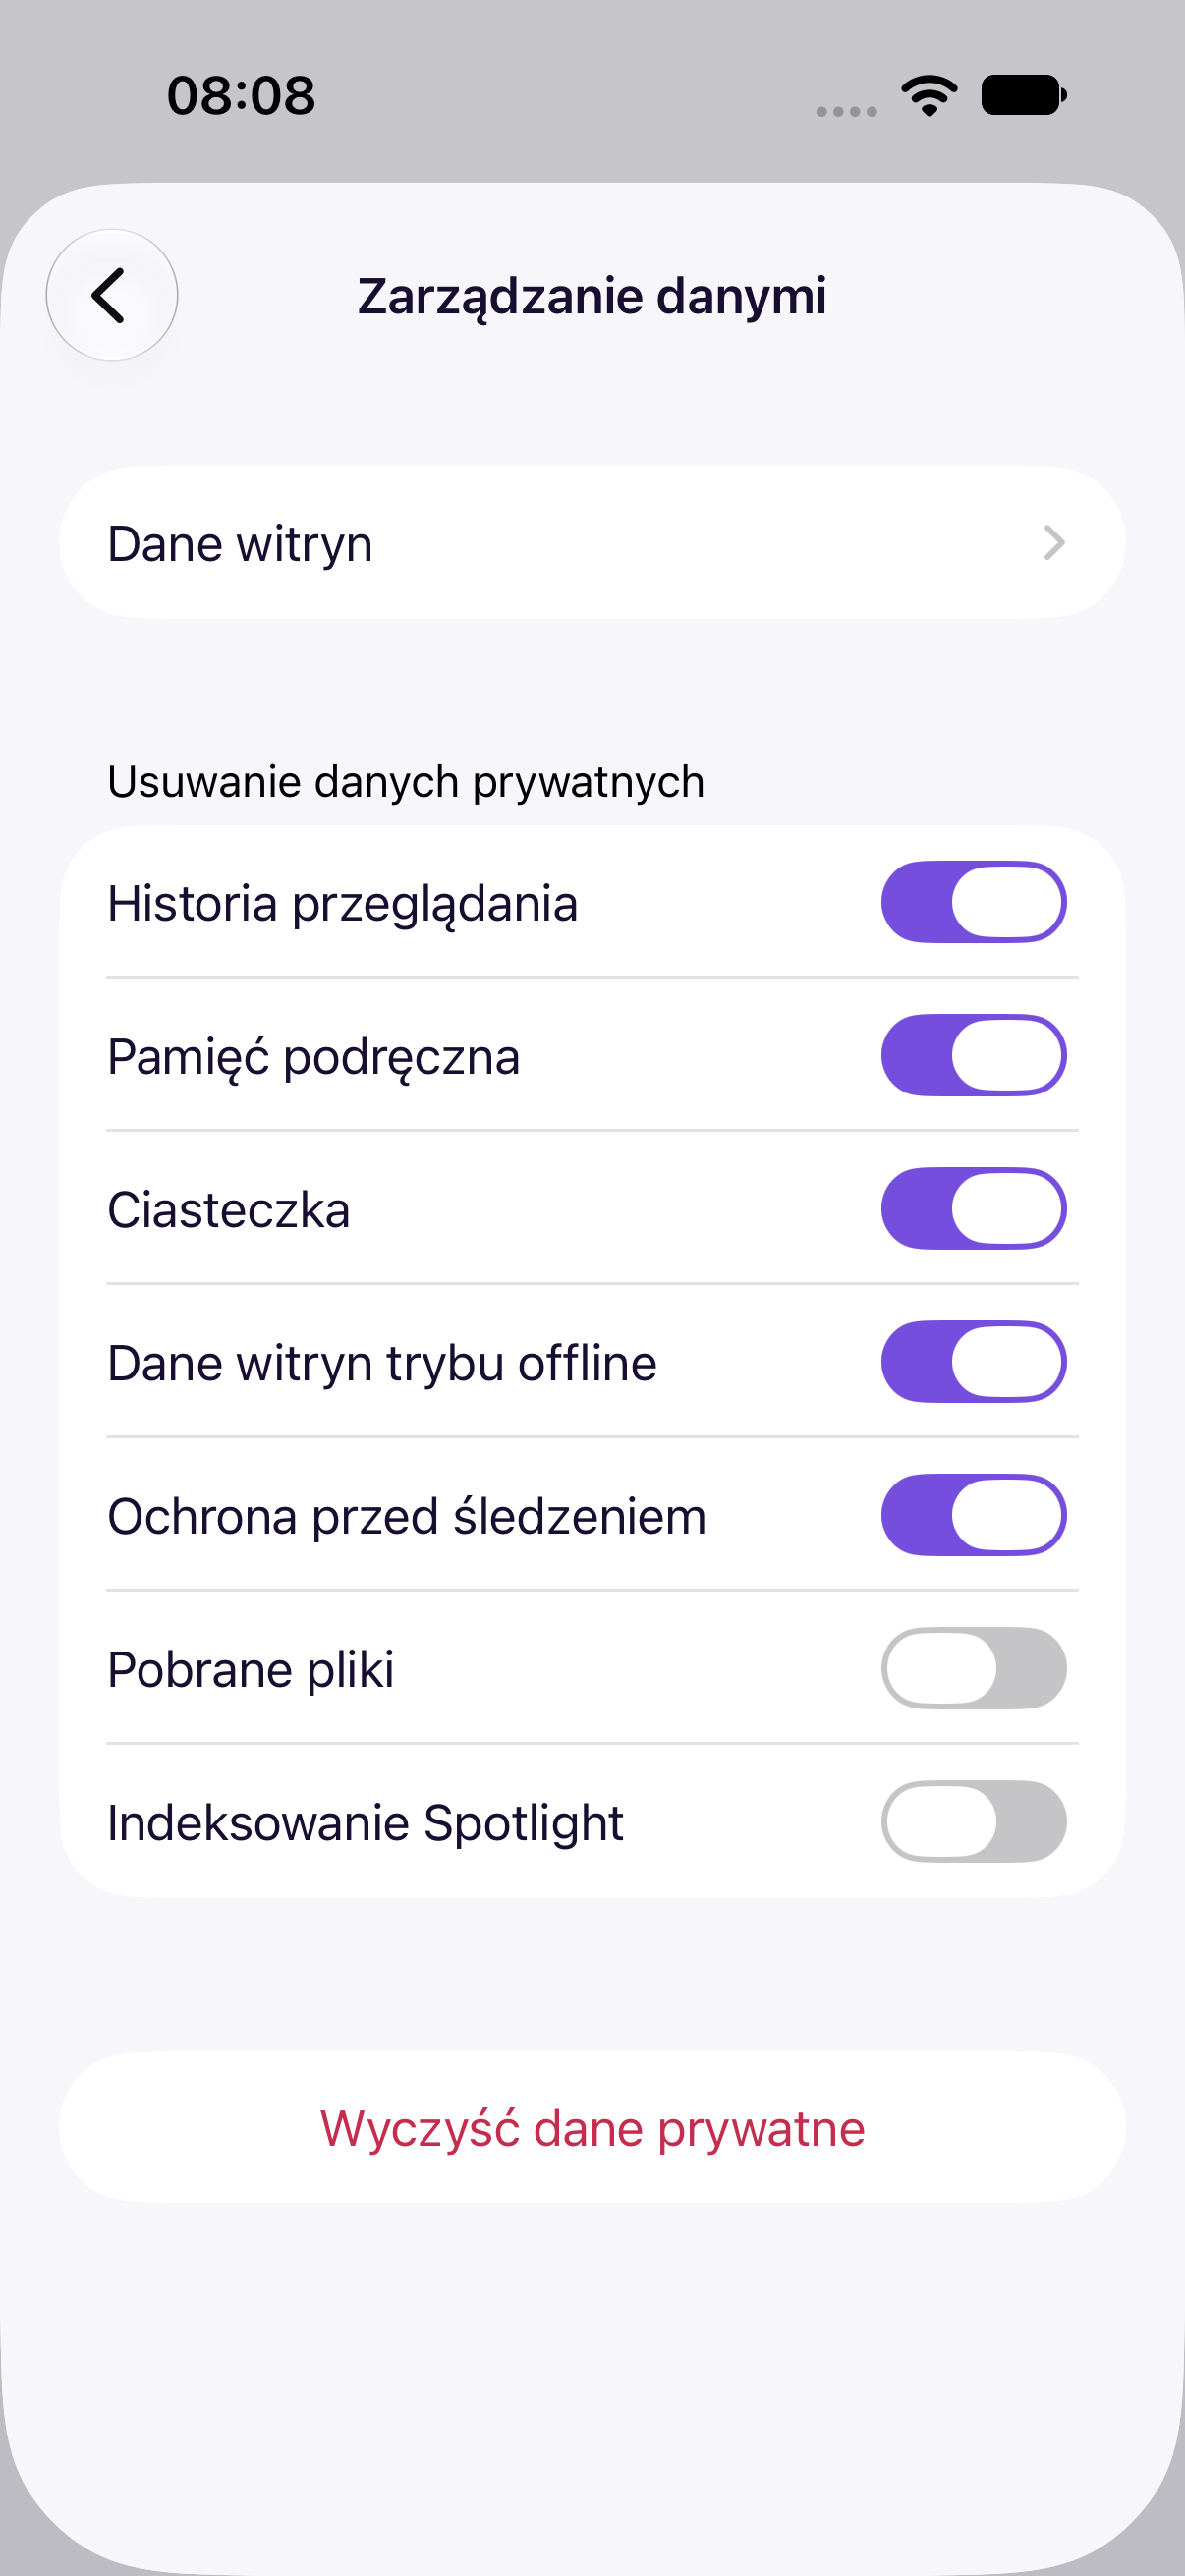 08:08
Zarządzanie danymi
Dane witryn
Usuwanie danych prywatnych
Historia przeglądania
Pamięć podręczna
Ciasteczka
Dane witryn trybu offline
Ochrona przed śledzeniem
Pobrane pliki
Indeksowanie Spotlight
Wyczyść dane prywatne